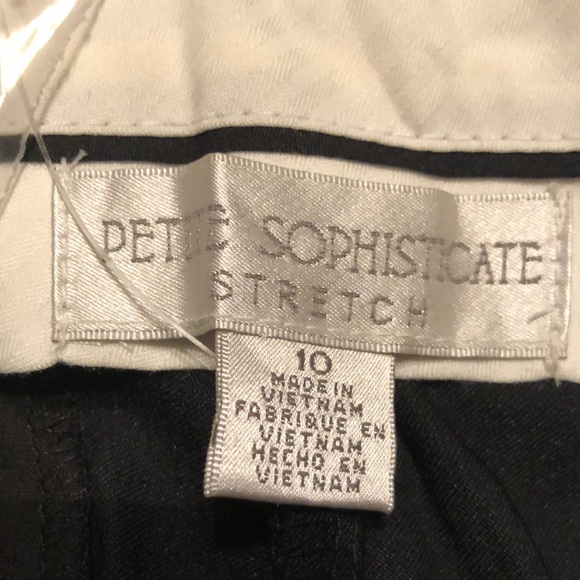 PETITE SOPHISTICATE
STRETCH
10
MADE IN
VIETNAM
FABRIQUE EN
VIETNAM
HECHO EN
VIETNAM